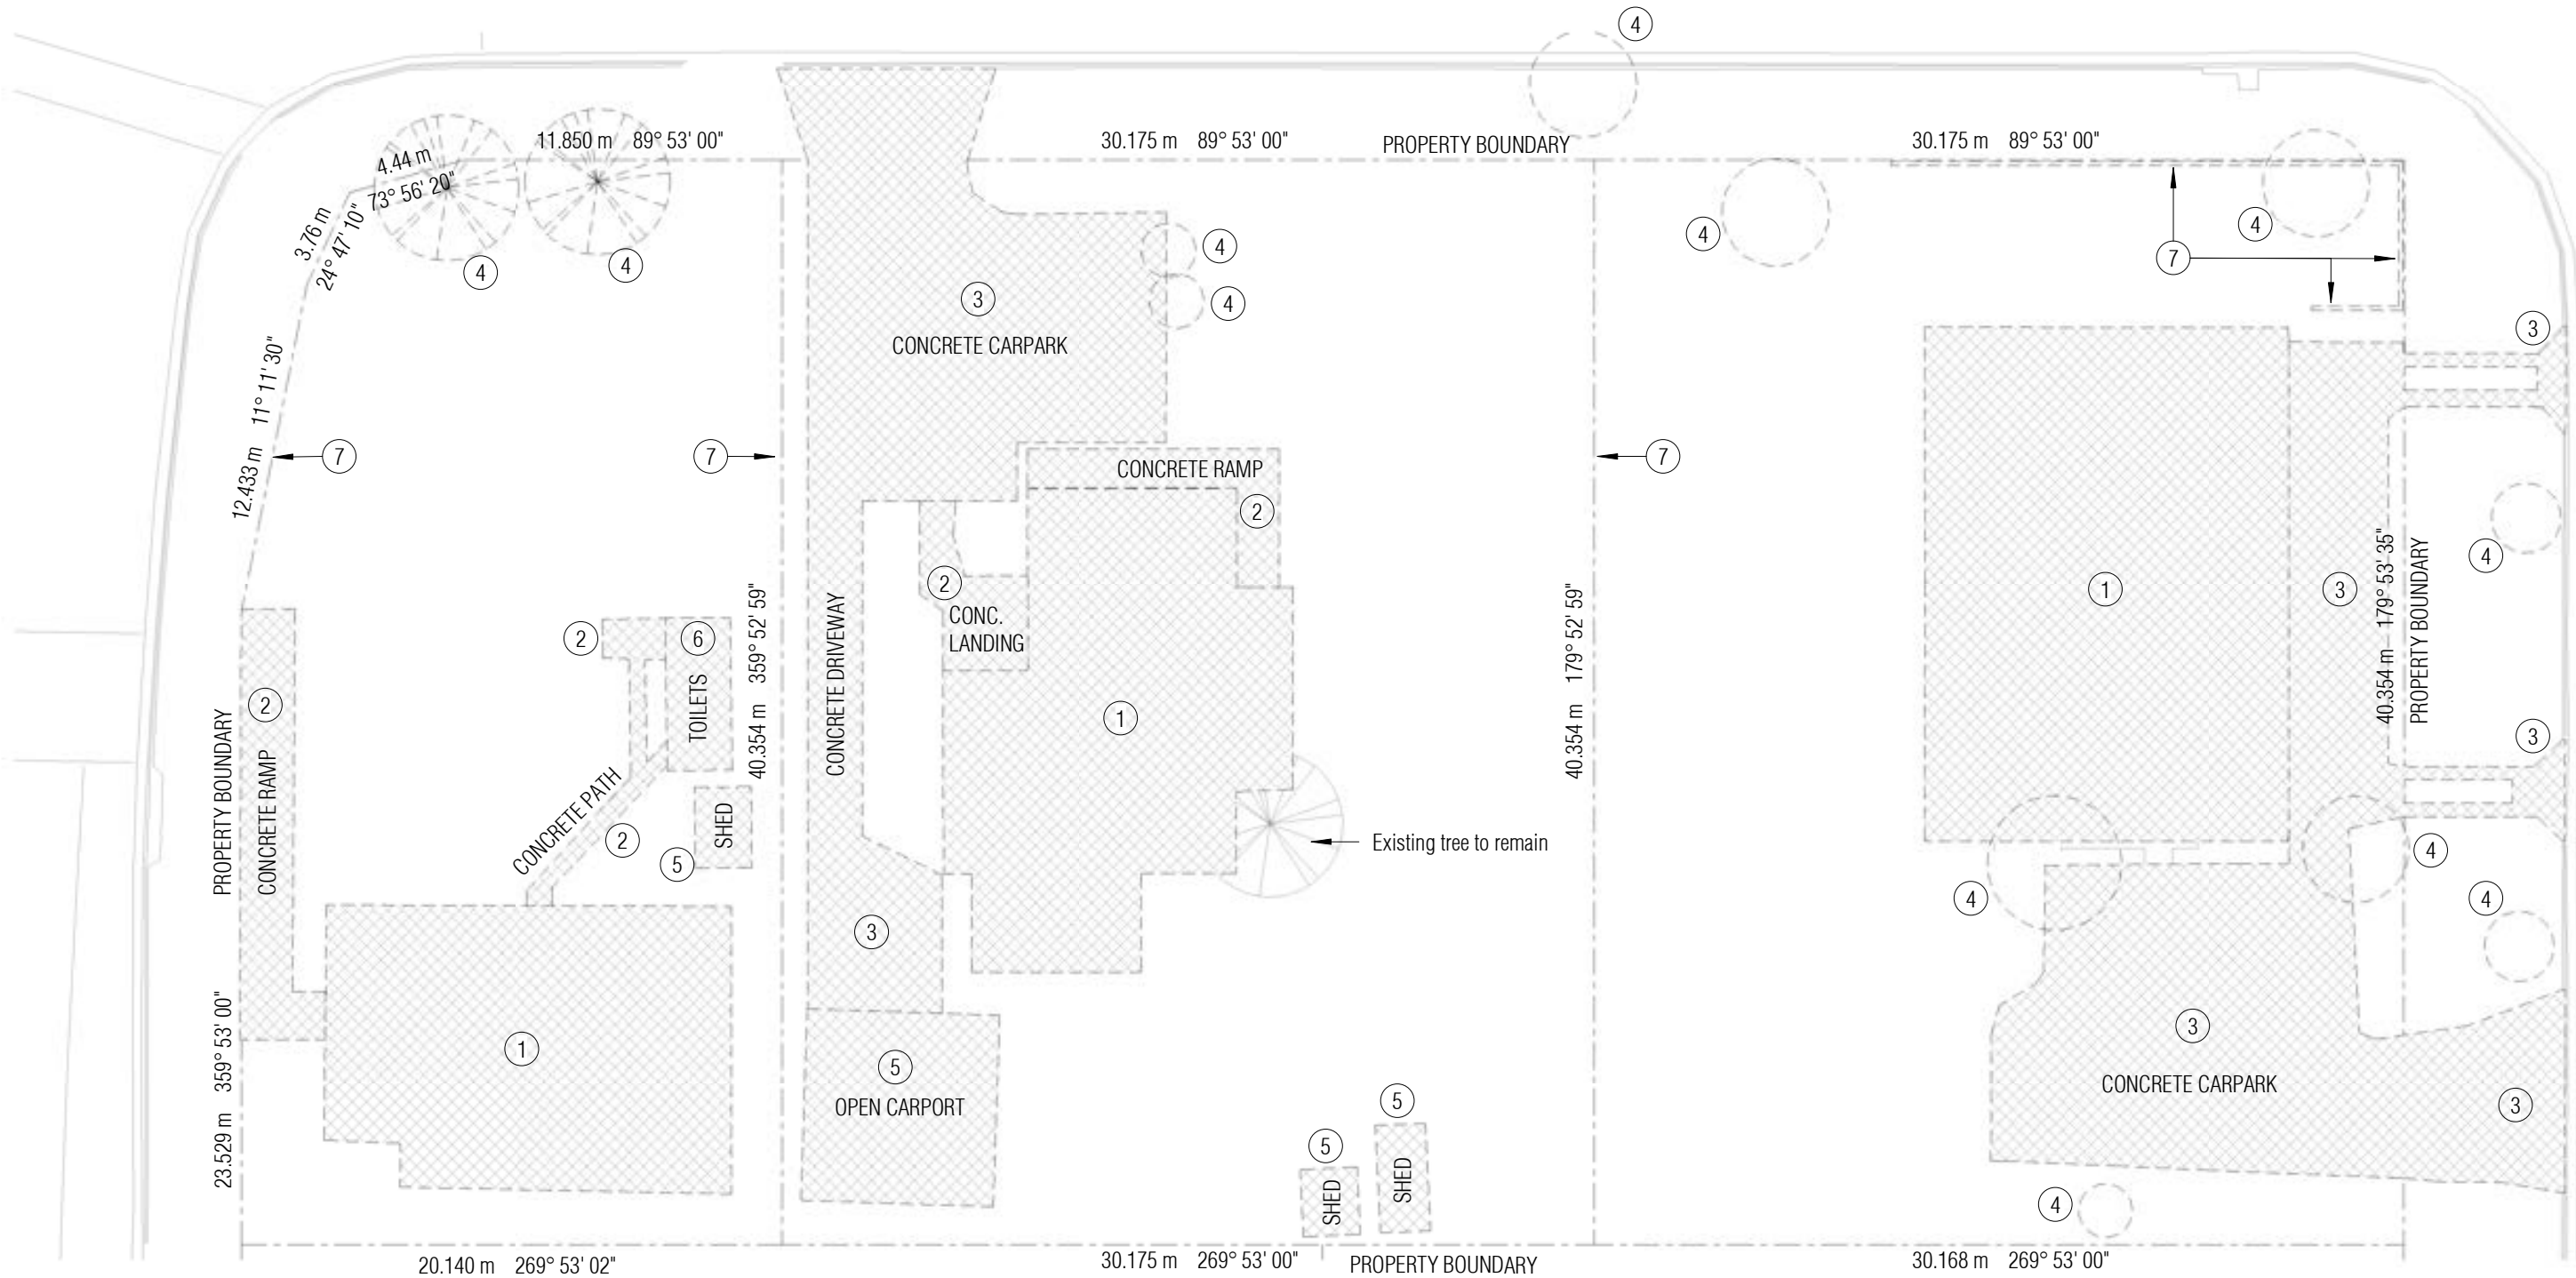 4
11.850 m 89° 53' 00"
30.175 m 89° 53' 00"
PROPERTY BOUNDARY
30.175 m 89° 53' 00"
4.44 m
73° 56' 20"
3.76 m
24° 47' 10"
4
4
4
4
4
4
7
3
CONCRETE CARPARK
3
12.433 m 11° 11' 30"
7
7
7
CONCRETE RAMP
2
4
2
CONC.
LANDING
1
3
40.354 m 179° 53' 35"
PROPERTY BOUNDARY
2
6
TOILETS
40.354 m 359° 52' 59"
CONCRETE DRIVEWAY
40.354 m 179° 52' 59"
2
PROPERTY BOUNDARY
CONCRETE RAMP
1
3
CONCRETE PATH
2
SHED
5
Existing tree to remain
4
4
4
3
3
CONCRETE CARPARK
1
23.529 m 359° 53' 00"
5
OPEN CARPORT
5
SHED
5
SHED
3
4
20.140 m 269° 53' 02"
30.175 m 269° 53' 00"
PROPERTY BOUNDARY
30.168 m 269° 53' 00"